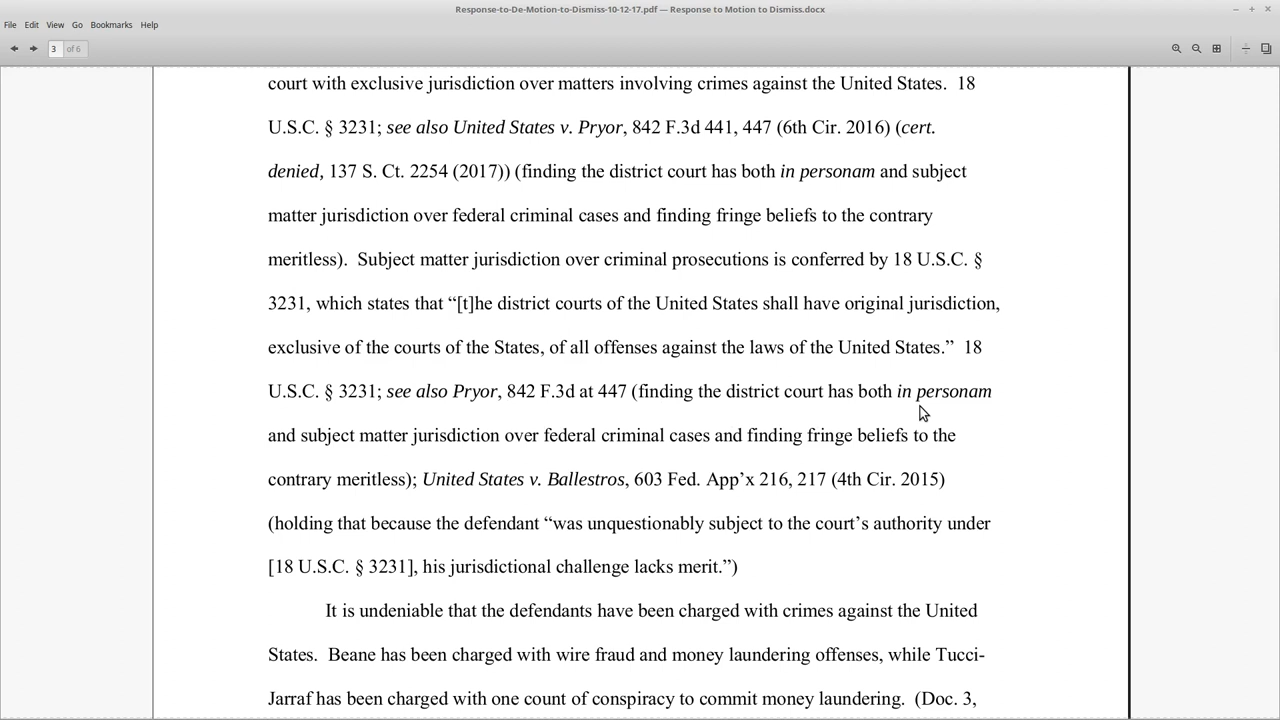 Response-to-De-Motion-to-Dismiss-10-12-17.pdf — Response to Motion to Dismiss.docx
File Edit View Go Bookmarks Help
3 of 6
court with exclusive jurisdiction over matters involving crimes against the United States.  18
U.S.C. § 3231; see also United States v. Pryor, 842 F.3d 441, 447 (6th Cir. 2016) (cert.
denied, 137 S. Ct. 2254 (2017)) (finding the district court has both in personam and subject
matter jurisdiction over federal criminal cases and finding fringe beliefs to the contrary
meritless).  Subject matter jurisdiction over criminal prosecutions is conferred by 18 U.S.C. §
3231, which states that “[t]he district courts of the United States shall have original jurisdiction,
exclusive of the courts of the States, of all offenses against the laws of the United States.”  18
U.S.C. § 3231; see also Pryor, 842 F.3d at 447 (finding the district court has both in personam
and subject matter jurisdiction over federal criminal cases and finding fringe beliefs to the
contrary meritless); United States v. Ballestros, 603 Fed. App’x 216, 217 (4th Cir. 2015)
(holding that because the defendant “was unquestionably subject to the court’s authority under
[18 U.S.C. § 3231], his jurisdictional challenge lacks merit.”)
It is undeniable that the defendants have been charged with crimes against the United
States.  Beane has been charged with wire fraud and money laundering offenses, while Tucci-
Jarraf has been charged with one count of conspiracy to commit money laundering.  (Doc. 3,